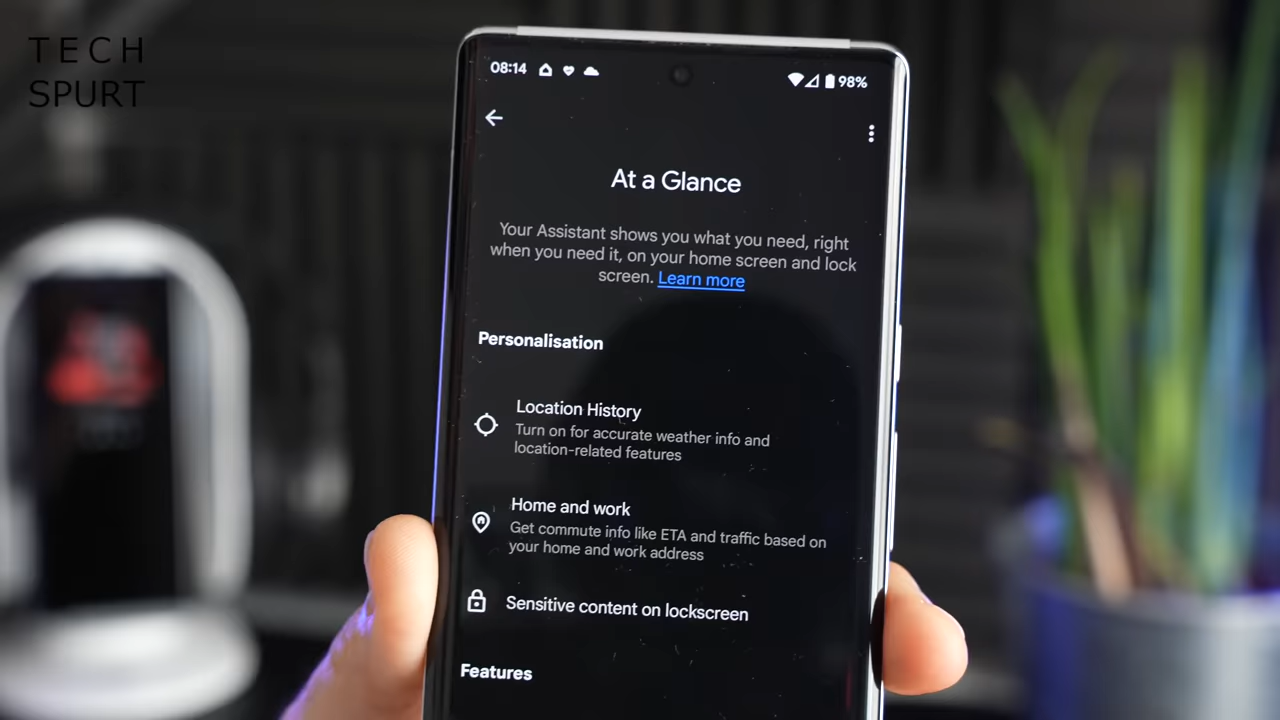 TECH
SPURT
08:14
98%
At a Glance
Your Assistant shows you what you need, right
when you need it, on your home screen and lock
screen. Learn more
Personalisation
Location History
Turn on for accurate weather info and
location-related features
Home and work
Get commute info like ETA and traffic based on
your home and work address
Sensitive content on lockscreen
Features